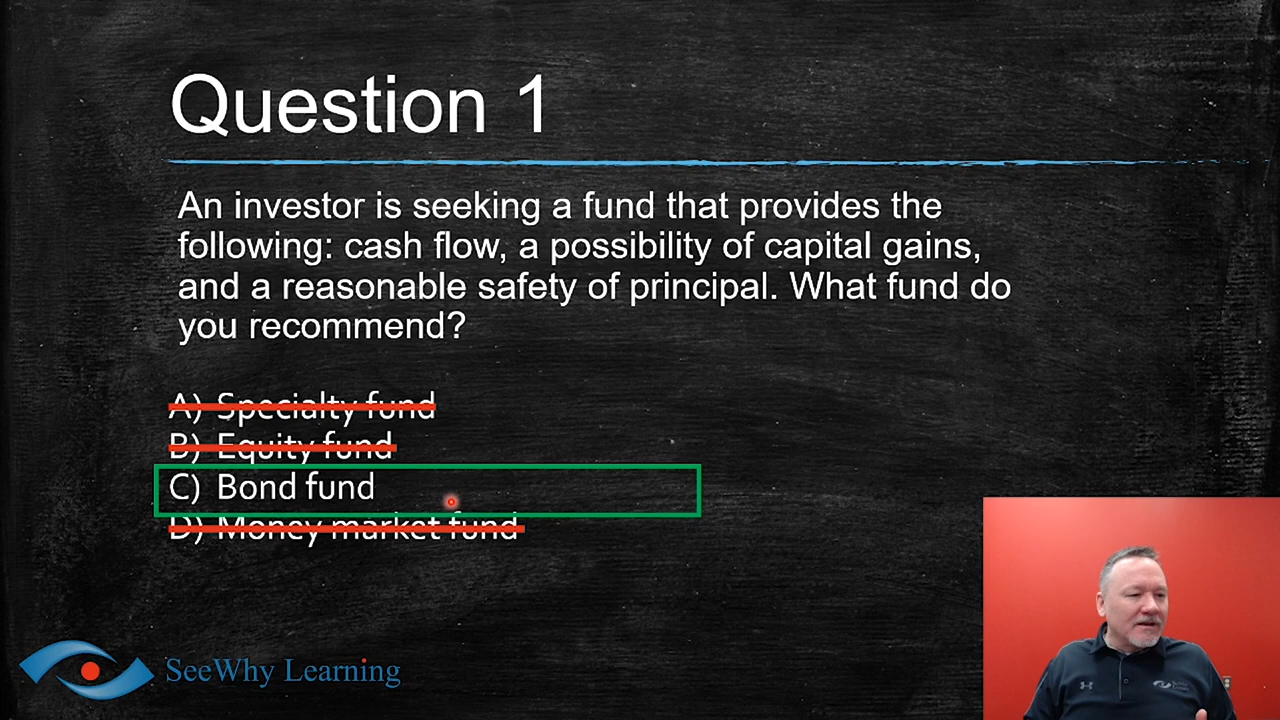 Question 1
An investor is seeking a fund that provides the
following: cash flow, a possibility of capital gains,
and a reasonable safety of principal. What fund do
you recommend?
A) Specialty fund
B) Equity fund
C) Bond fund
D) Money market fund
SeeWhy Learning